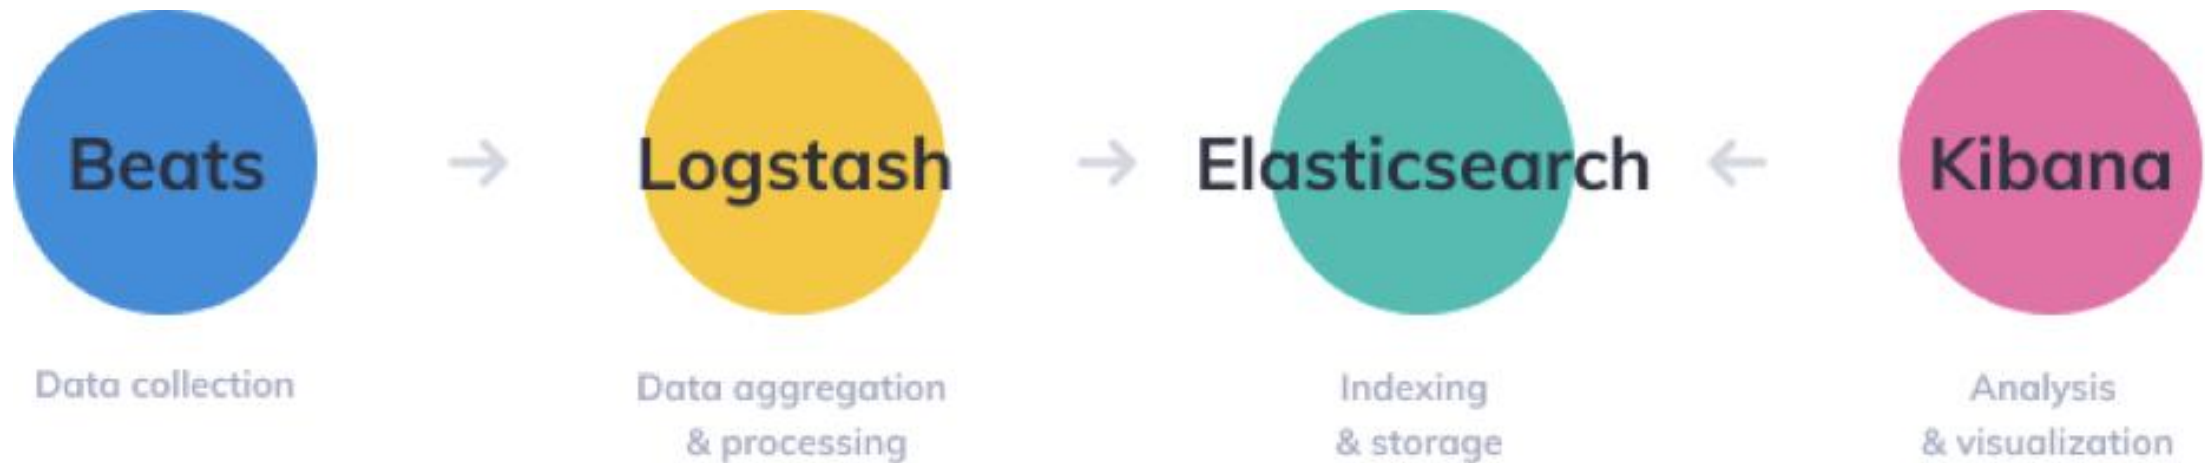 Beats
Logstash
Elasticsearch
Kibana
Data collection
Data aggregation
& processing
Indexing
& storage
Analysis
& visualization